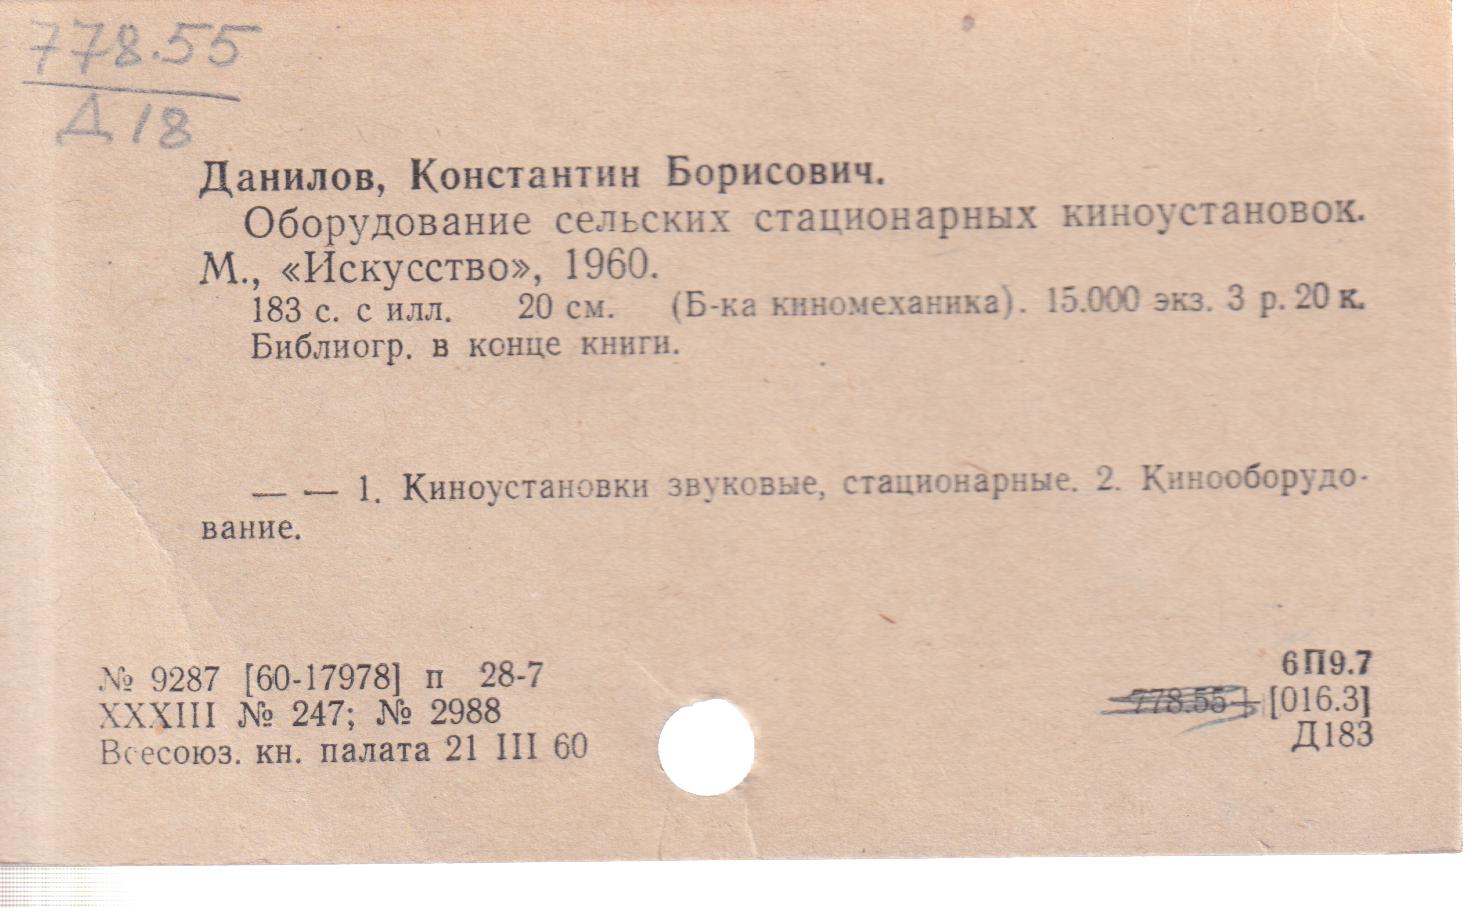 778.55
Д 18
Данилов, Константин Борисович.
Оборудование сельских стационарных киноустановок.
М., «Искусство», 1960.
183 с. с илл. 20 см. (Б-ка киномеханика). 15.000 экз. 3 р. 20 к.
Библиогр. в конце книги.
— — 1. Киноустановки звуковые, стационарные. 2. Кинооборудо-
вание.
№ 9287 [60-17978] п 28-7
XXXIII № 247; № 2988
Всесоюз. кн. палата 21 III 60
6П9.7
778.55+[016.3]
Д183